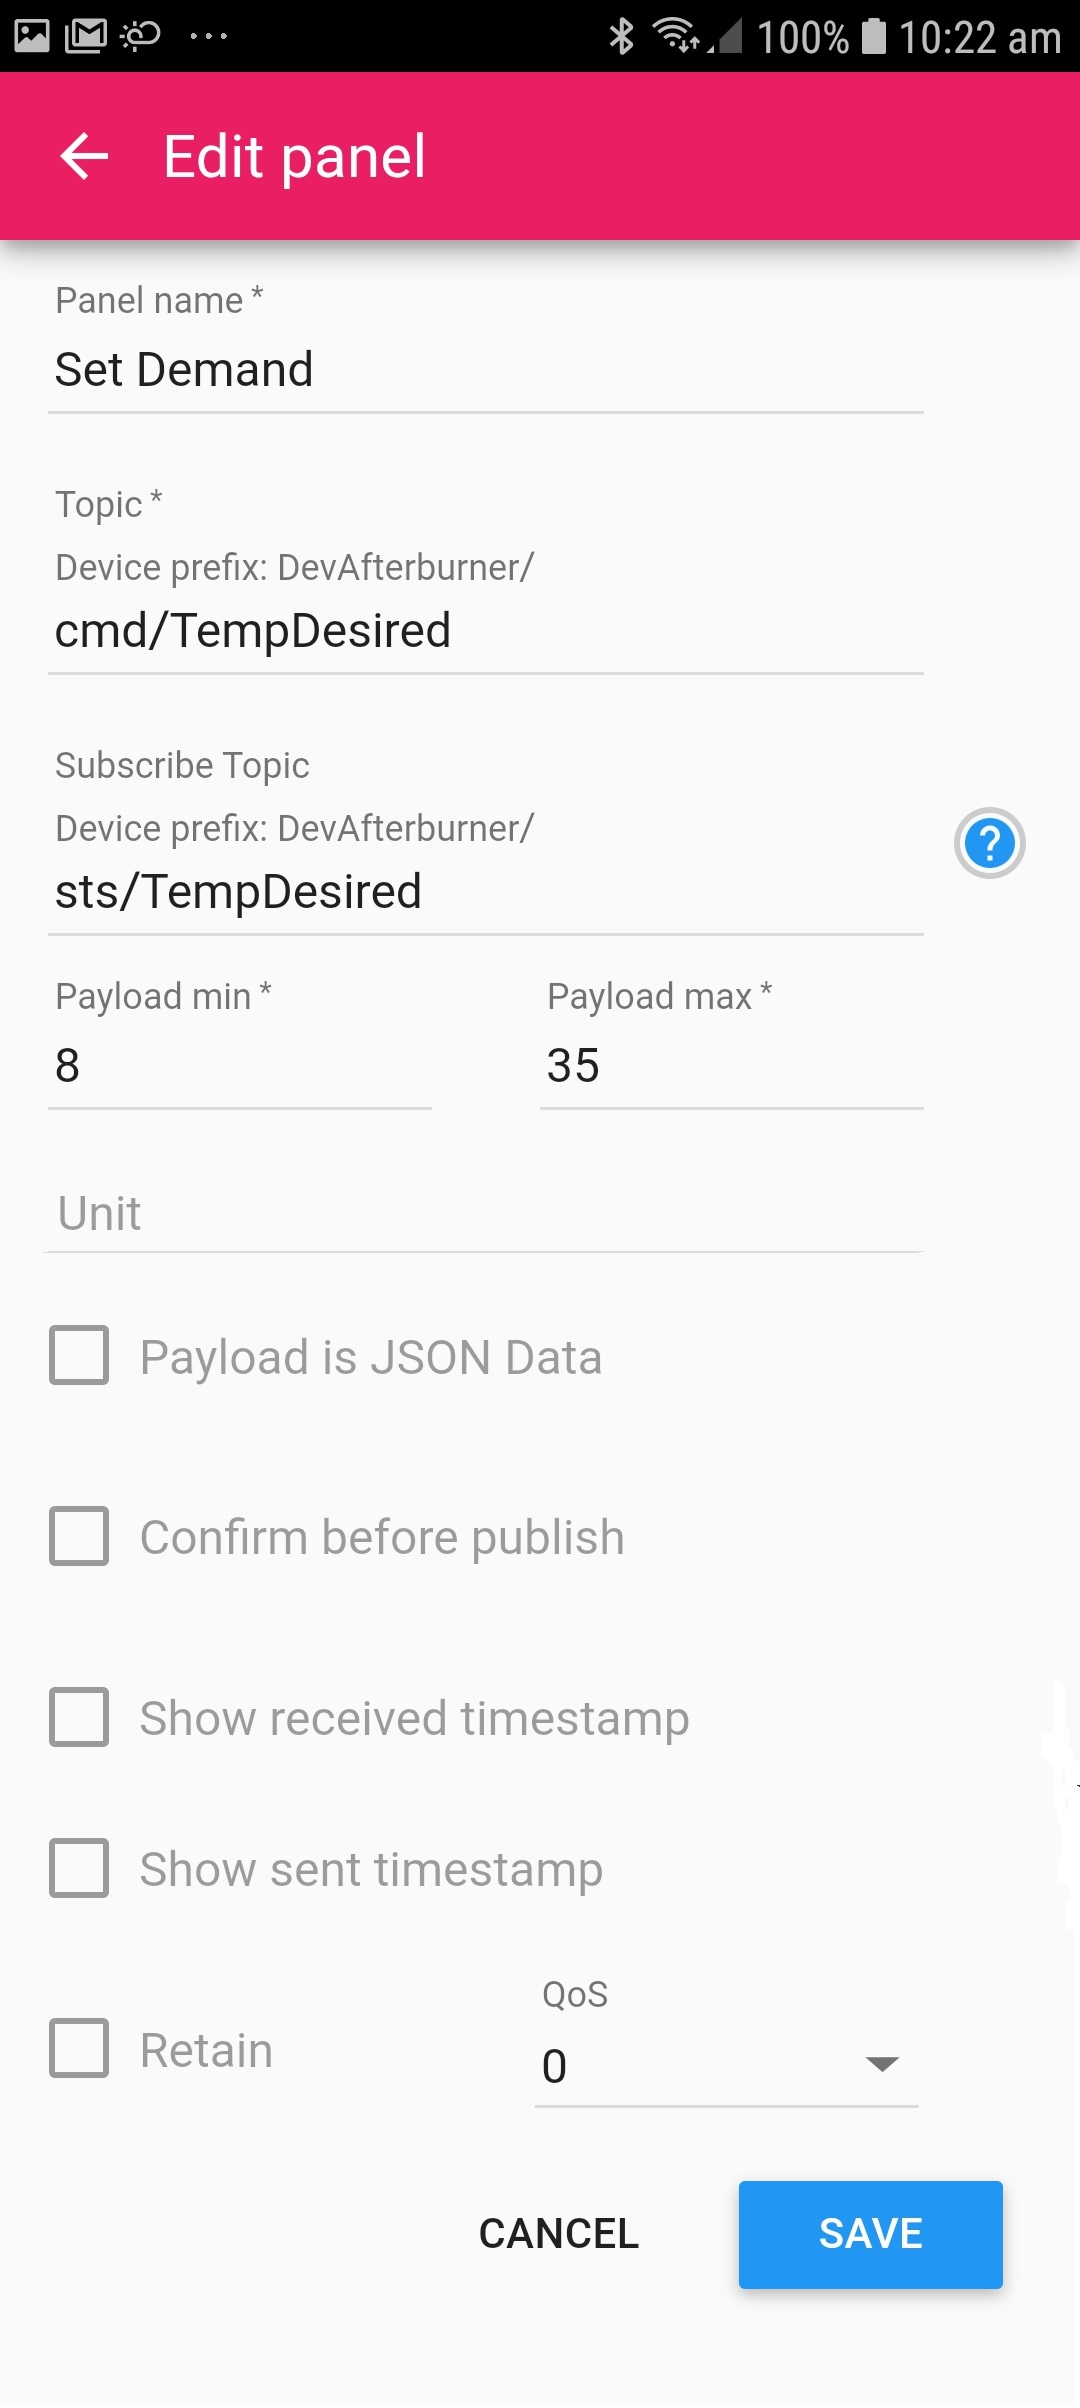 100% 10:22 am
Edit panel
Panel name *
Set Demand
Topic *
Device prefix: DevAfterburner/
cmd/TempDesired
Subscribe Topic
Device prefix: DevAfterburner/
?
sts/TempDesired
Payload min * Payload max *
8 35
Unit
Payload is JSON Data
Confirm before publish
Show received timestamp
Show sent timestamp
QoS
Retain 0
CANCEL SAVE